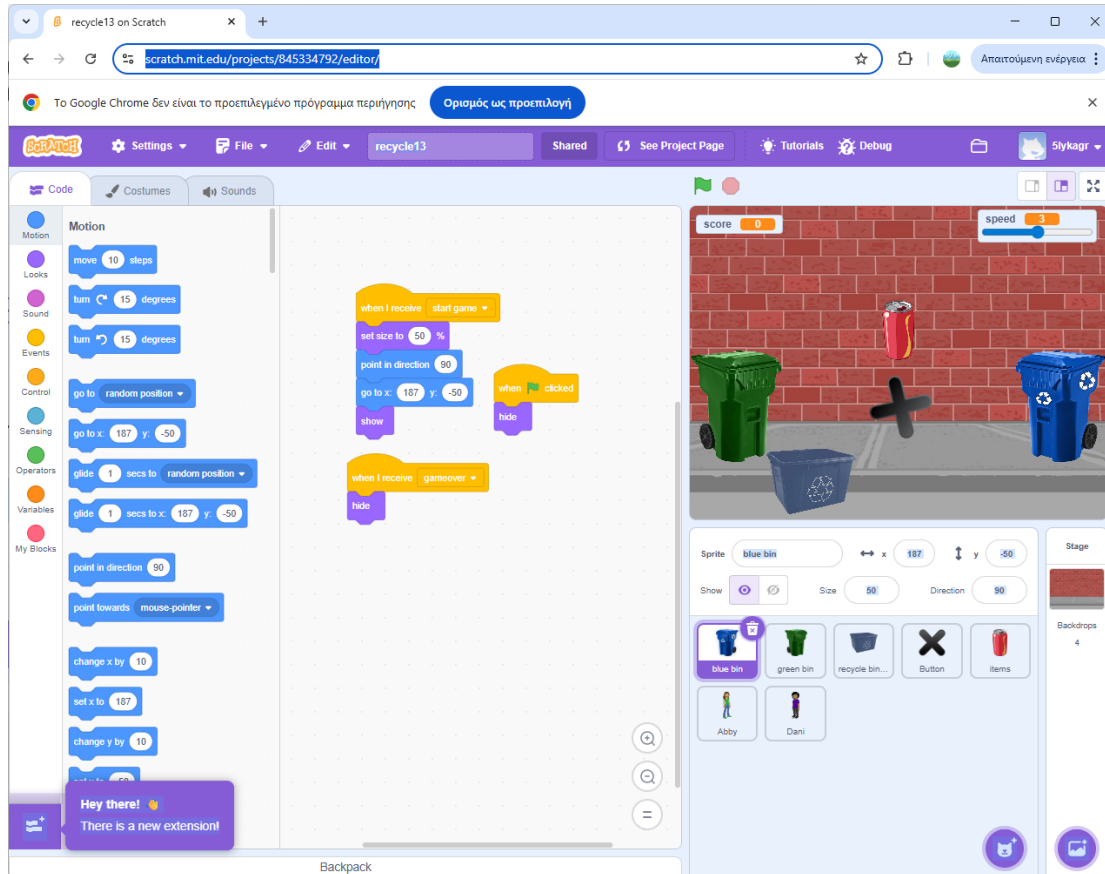 recycle13 on Scratch
scratch.mit.edu/projects/845334792/editor/
Απαιτούμενη ενέργεια
Το Google Chrome δεν είναι το προεπιλεγμένο πρόγραμμα περιήγησης
Ορισμός ως προεπιλογή
SCRATCH Settings File Edit recycle13 Shared See Project Page Tutorials Debug 5lykagr
Code Costumes Sounds
Motion
Looks
Sound
Events
Control
Sensing
Operators
Variables
My Blocks
Motion
move 10 steps
turn 15 degrees
turn 15 degrees
go to random position
go to x: 187 y: -50
glide 1 secs to random position
glide 1 secs to x: 187 y: -50
point in direction 90
point towards mouse-pointer
change x by 10
set x to 187
change y by 10
Hey there!
There is a new extension!
when I receive start game
set size to 50 %
point in direction 90
go to x: 187 y: -50
show
when clicked
hide
when I receive gameover
hide
Backpack
score 0
speed 3
Sprite blue bin x 187 y -50
Show Size 50 Direction 90
blue bin
green bin
recycle bin...
Button
items
Abby
Dani
Stage
Backdrops
4